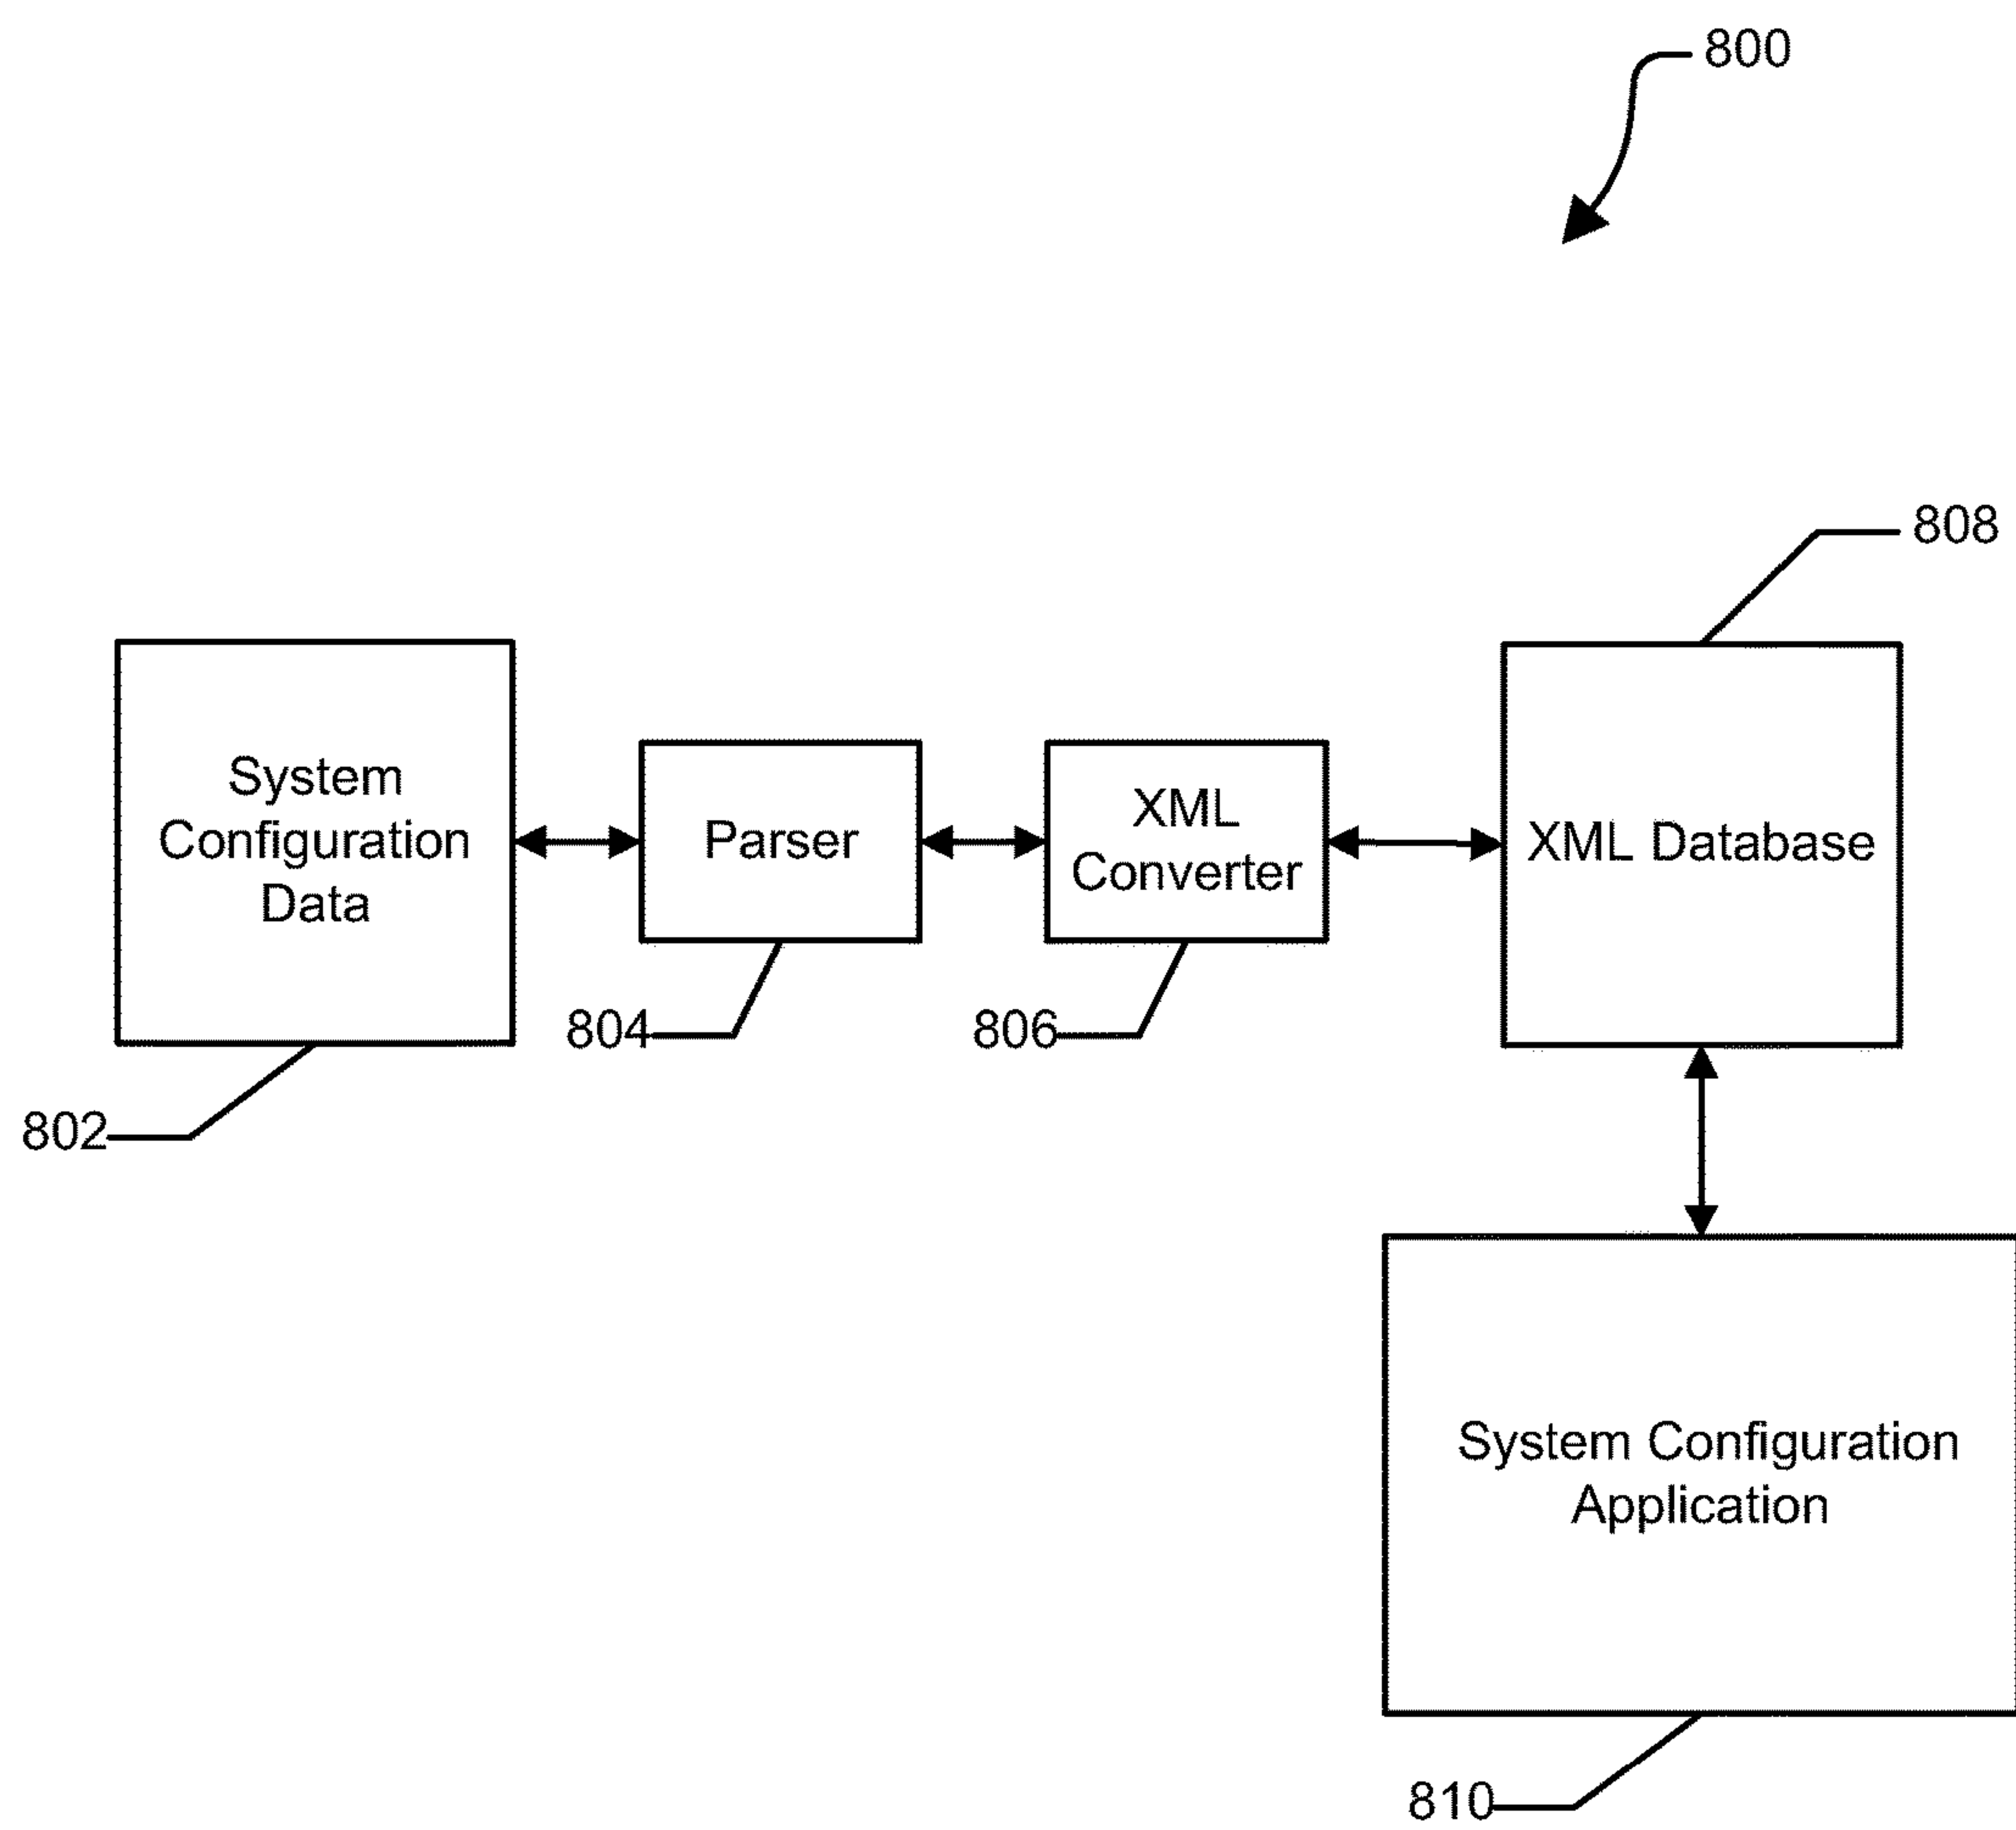 800
808
System
Configuration
Data
Parser
XML
Converter
XML Database
804
806
802
System Configuration
Application
810